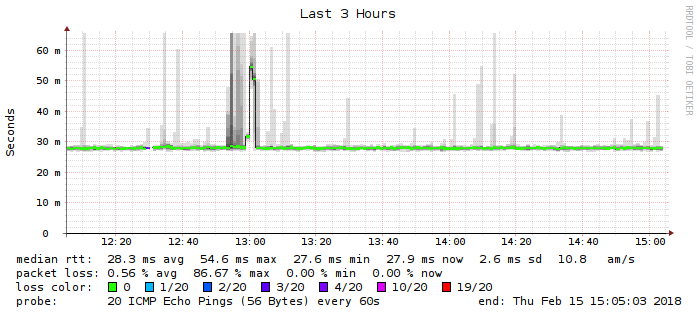 Last 3 Hours
RRDTOOL / TOBI OETIKER
Seconds
60 m
50 m
40 m
30 m
20 m
10 m
0
12:20 12:40 13:00 13:20 13:40 14:00 14:20 14:40 15:00
median rtt: 28.3 ms avg 54.6 ms max 27.6 ms min 27.9 ms now 2.6 ms sd 10.8 am/s
packet loss: 0.56 % avg 86.67 % max 0.00 % min 0.00 % now
loss color: 0 1/20 2/20 3/20 4/20 10/20 19/20
probe: 20 ICMP Echo Pings (56 Bytes) every 60s end: Thu Feb 15 15:05:03 2018